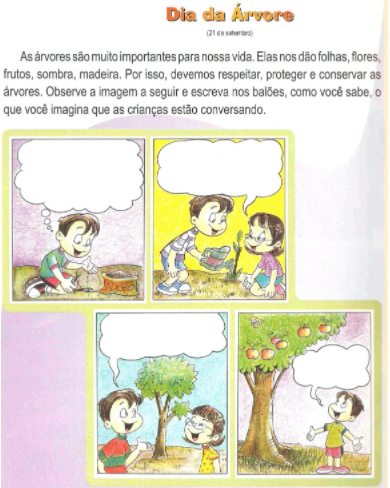 Dia da Árvore
(21 de setembro)
As árvores são muito importantes para nossa vida. Elas nos dão folhas, flores,
frutos, sombra, madeira. Por isso, devemos respeitar, proteger e conservar as
árvores. Observe a imagem a seguir e escreva nos balões, como você sabe, o
que você imagina que as crianças estão conversando.
ADUBO